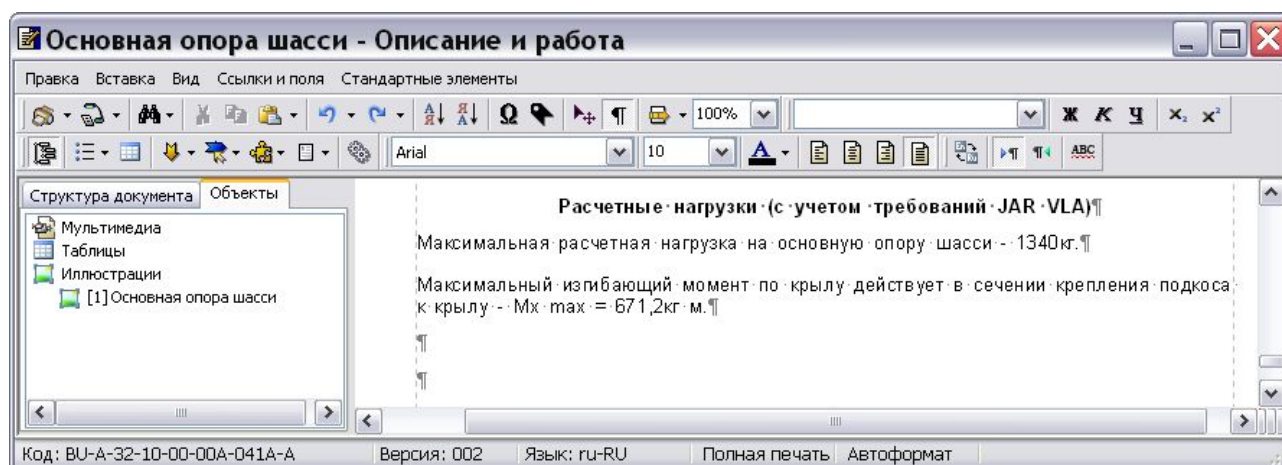 Основная опора шасси - Описание и работа
Правка Вставка Вид Ссылки и поля Стандартные элементы
100% Ж К Ч X₂ X²
Arial 10 A ABC
Структура документа Объекты
Мультимедиа
Таблицы
Иллюстрации
[1] Основная опора шасси
Расчетные нагрузки (с учетом требований JAR VLA)¶
Максимальная расчетная нагрузка на основную опору шасси - 1340кг.¶
Максимальный изгибающий момент по крылу действует в сечении крепления подкоса
к крылу - Mx max = 671,2кг м.¶
¶
¶
Код: BU-A-32-10-00-00A-041A-A Версия: 002 Язык: ru-RU Полная печать Автоформат